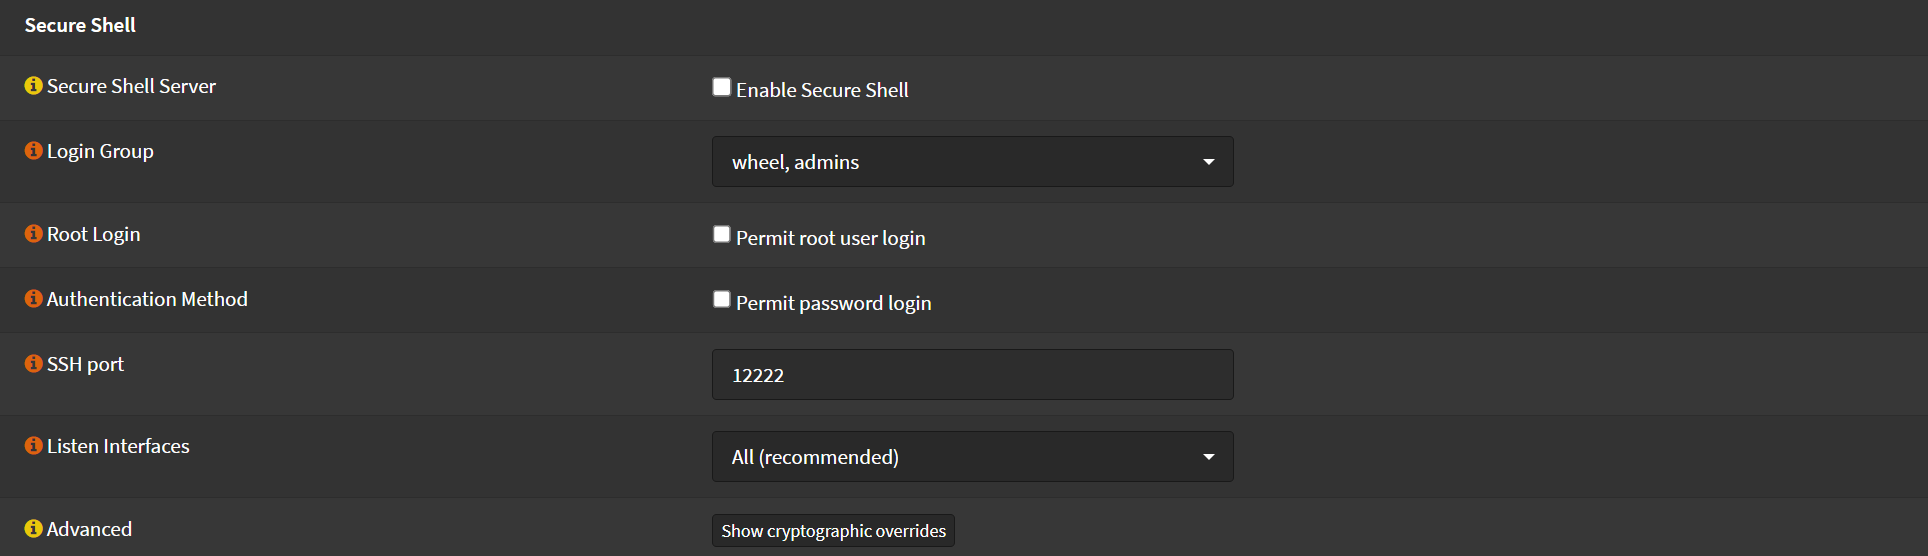 Secure Shell
Secure Shell Server
Enable Secure Shell
Login Group
wheel, admins
Root Login
Permit root user login
Authentication Method
Permit password login
SSH port
12222
Listen Interfaces
All (recommended)
Advanced
Show cryptographic overrides